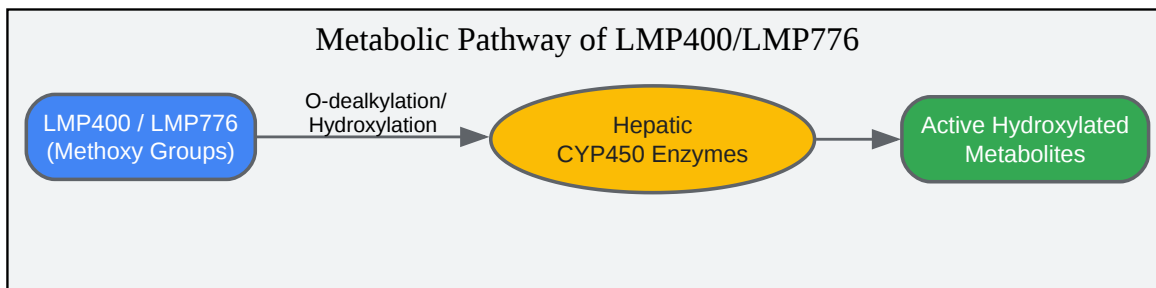 Metabolic Pathway of LMP400/LMP776
LMP400 / LMP776
(Methoxy Groups)
O-dealkylation/
Hydroxylation
Hepatic
CYP450 Enzymes
Active Hydroxylated
Metabolites